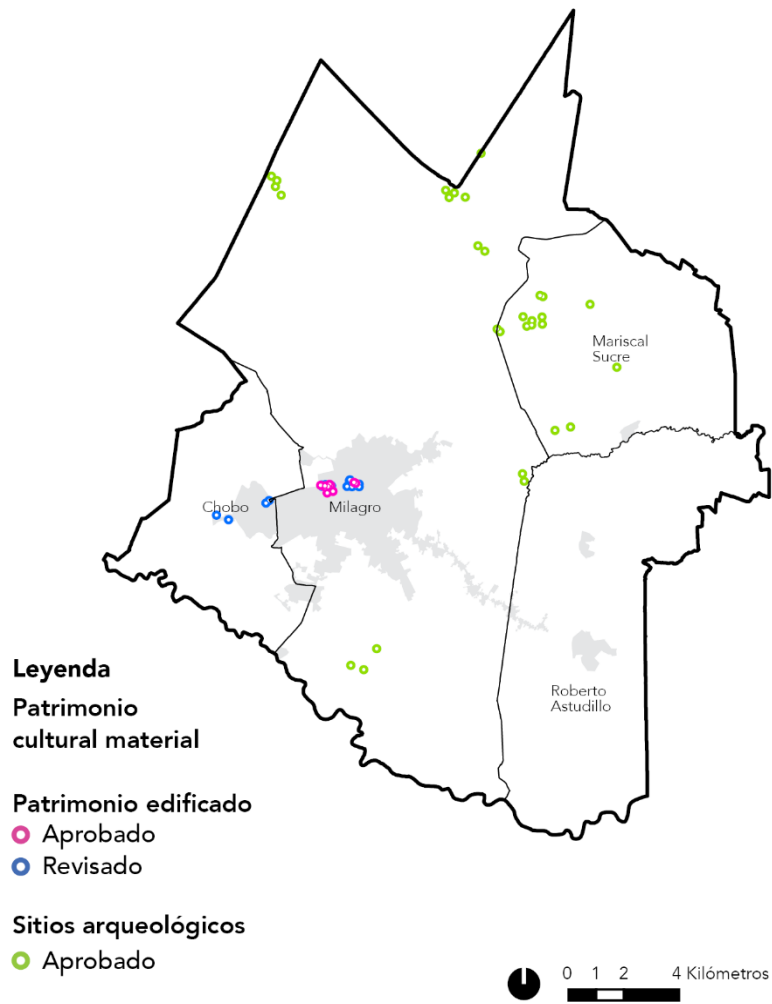 Mariscal
Sucre
Chobo
Milagro
Roberto
Astudillo
Leyenda
Patrimonio
cultural material
Patrimonio edificado
Aprobado
Revisado
Sitios arqueológicos
Aprobado
0 1 2 4 Kilómetros